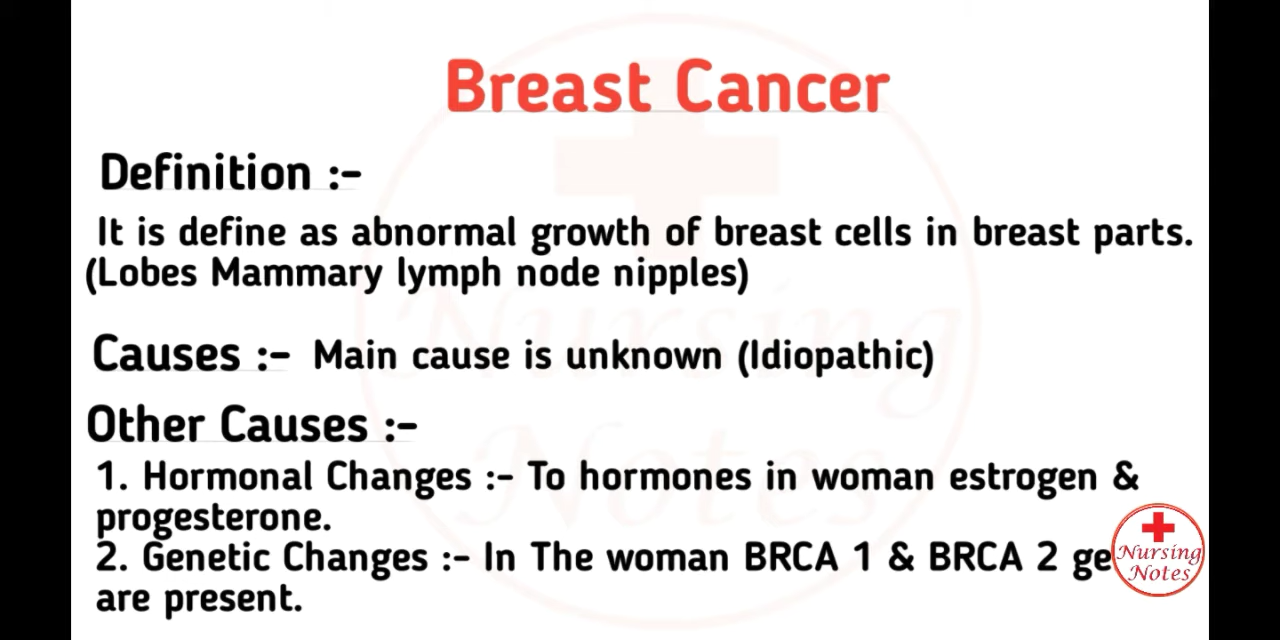 Breast Cancer
Definition :-
It is define as abnormal growth of breast cells in breast parts.
(Lobes Mammary lymph node nipples)
Causes :- Main cause is unknown (Idiopathic)
Other Causes :-
1. Hormonal Changes :- To hormones in woman estrogen &
progesterone.
2. Genetic Changes :- In The woman BRCA 1 & BRCA 2 ge
are present.
Nursing
Notes
Nursing
Notes